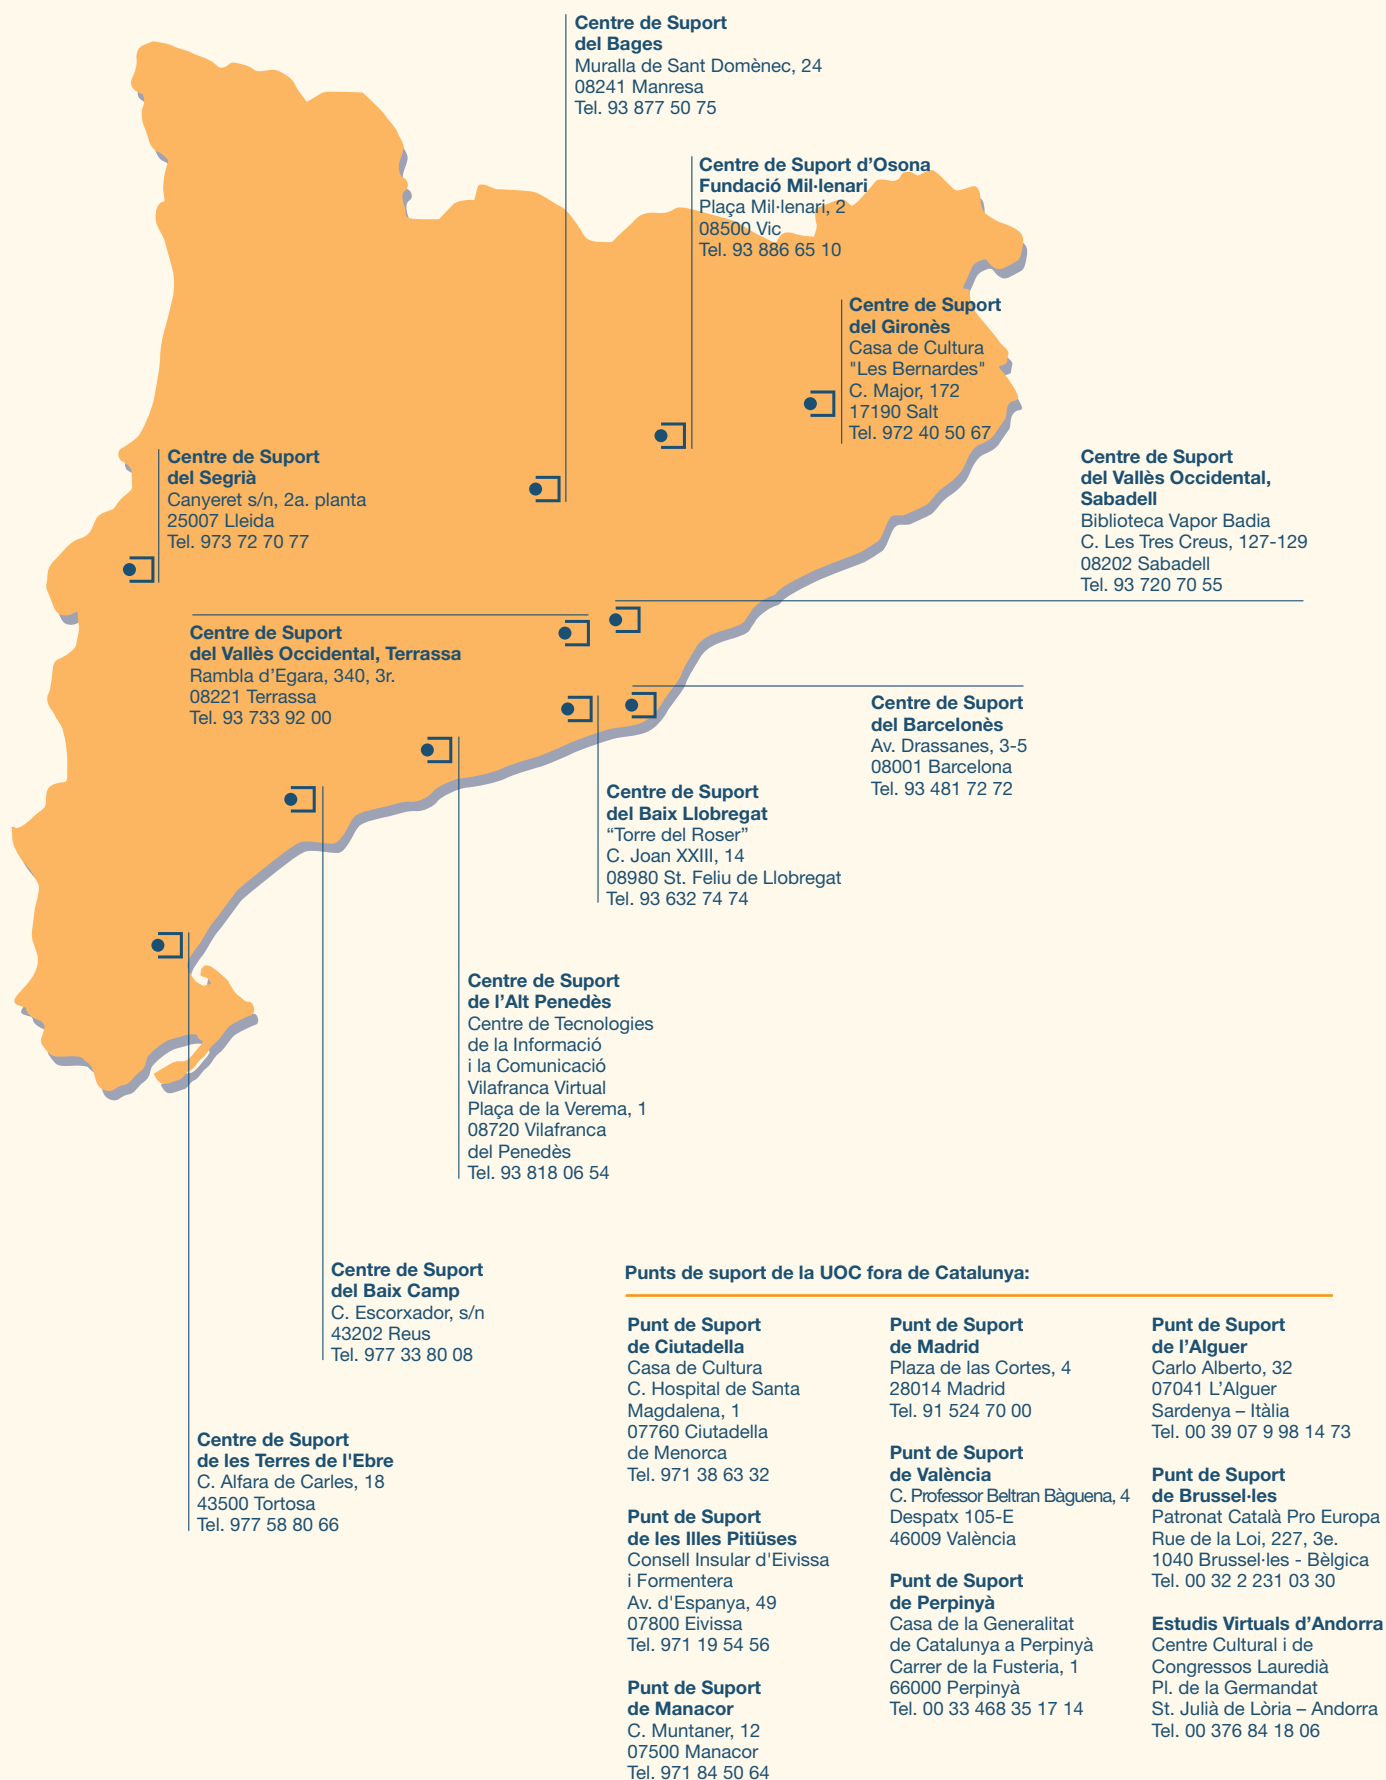 Centre de Suport
del Bages
Muralla de Sant Domènec, 24
08241 Manresa
Tel. 93 877 50 75
Centre de Suport d’Osona
Fundació Mil·lenari
Plaça Mil·lenari, 2
08500 Vic
Tel. 93 886 65 10
Centre de Suport
del Gironès
Casa de Cultura
"Les Bernardes"
C. Major, 172
17190 Salt
Tel. 972 40 50 67
Centre de Suport
del Segrià
Canyeret s/n, 2a. planta
25007 Lleida
Tel. 973 72 70 77
Centre de Suport
del Vallès Occidental,
Sabadell
Biblioteca Vapor Badia
C. Les Tres Creus, 127-129
08202 Sabadell
Tel. 93 720 70 55
Centre de Suport
del Vallès Occidental, Terrassa
Rambla d’Egara, 340, 3r.
08221 Terrassa
Tel. 93 733 92 00
Centre de Suport
del Barcelonès
Av. Drassanes, 3-5
08001 Barcelona
Tel. 93 481 72 72
Centre de Suport
del Baix Llobregat
“Torre del Roser”
C. Joan XXIII, 14
08980 St. Feliu de Llobregat
Tel. 93 632 74 74
Centre de Suport
de l’Alt Penedès
Centre de Tecnologies
de la Informació
i la Comunicació
Vilafranca Virtual
Plaça de la Verema, 1
08720 Vilafranca
del Penedès
Tel. 93 818 06 54
Centre de Suport
del Baix Camp
C. Escorxador, s/n
43202 Reus
Tel. 977 33 80 08
Centre de Suport
de les Terres de l'Ebre
C. Alfara de Carles, 18
43500 Tortosa
Tel. 977 58 80 66
Punts de suport de la UOC fora de Catalunya:
Punt de Suport
de Ciutadella
Casa de Cultura
C. Hospital de Santa
Magdalena, 1
07760 Ciutadella
de Menorca
Tel. 971 38 63 32
Punt de Suport
de les Illes Pitiüses
Consell Insular d'Eivissa
i Formentera
Av. d'Espanya, 49
07800 Eivissa
Tel. 971 19 54 56
Punt de Suport
de Manacor
C. Muntaner, 12
07500 Manacor
Tel. 971 84 50 64
Punt de Suport
de Madrid
Plaza de las Cortes, 4
28014 Madrid
Tel. 91 524 70 00
Punt de Suport
de València
C. Professor Beltran Bàguena, 4
Despatx 105-E
46009 València
Punt de Suport
de Perpinyà
Casa de la Generalitat
de Catalunya a Perpinyà
Carrer de la Fusteria, 1
66000 Perpinyà
Tel. 00 33 468 35 17 14
Punt de Suport
de l’Alguer
Carlo Alberto, 32
07041 L’Alguer
Sardenya – Itàlia
Tel. 00 39 07 9 98 14 73
Punt de Suport
de Brussel·les
Patronat Català Pro Europa
Rue de la Loi, 227, 3e.
1040 Brussel·les - Bèlgica
Tel. 00 32 2 231 03 30
Estudis Virtuals d’Andorra
Centre Cultural i de
Congressos Lauredià
Pl. de la Germandat
St. Julià de Lòria – Andorra
Tel. 00 376 84 18 06